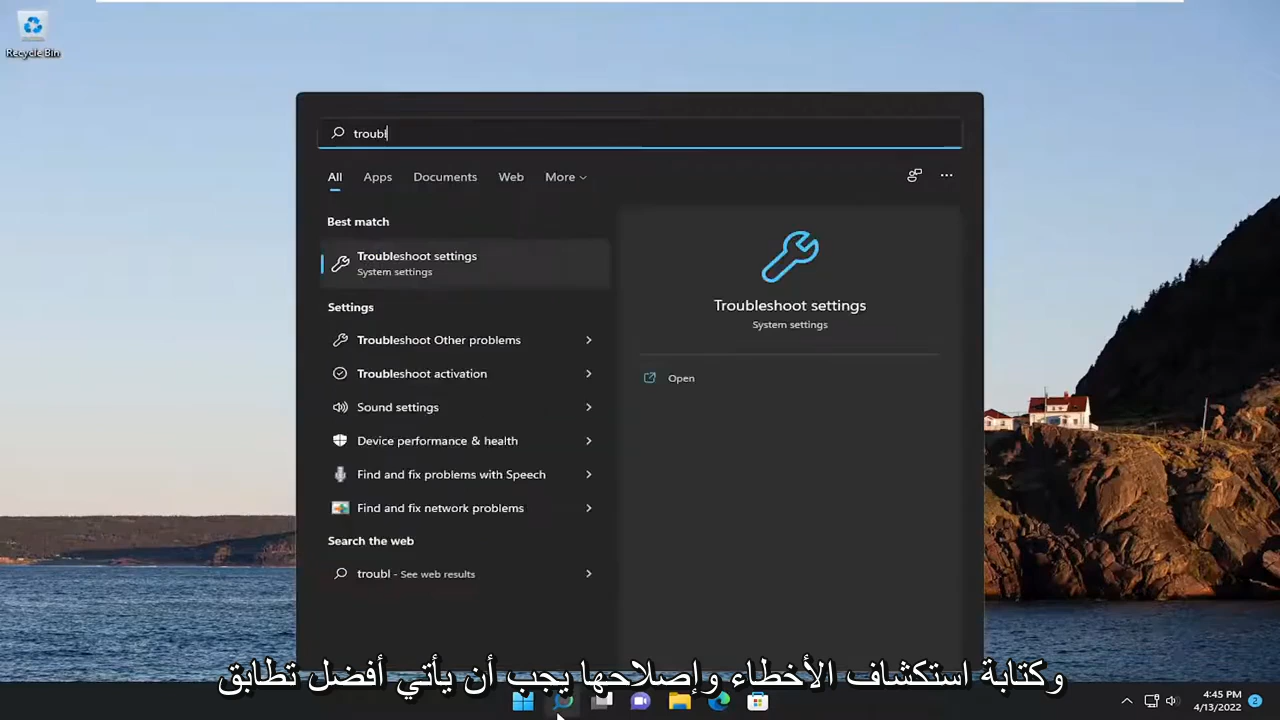 Recycle Bin
troubl
All Apps Documents Web More
Best match
Troubleshoot settings
System settings
Settings
Troubleshoot Other problems
Troubleshoot activation
Sound settings
Device performance & health
Find and fix problems with Speech
Find and fix network problems
Search the web
troubl - See web results
Troubleshoot settings
System settings
Open
وكتابة استكشاف الأخطاء وإصلاحها يجب أن يأتي أفضل تطابق
4:45 PM
4/13/2022
2